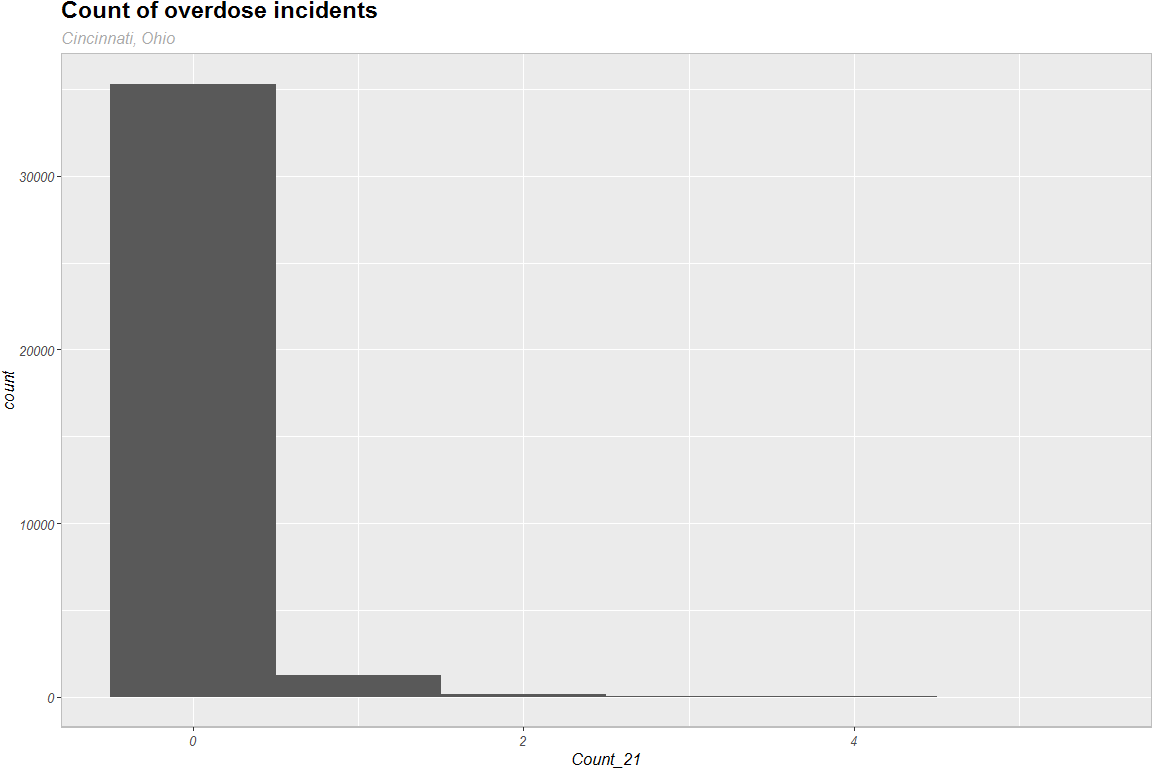 Count of overdose incidents
Cincinnati, Ohio
30000
20000
10000
0
count
0 2 4
Count_21